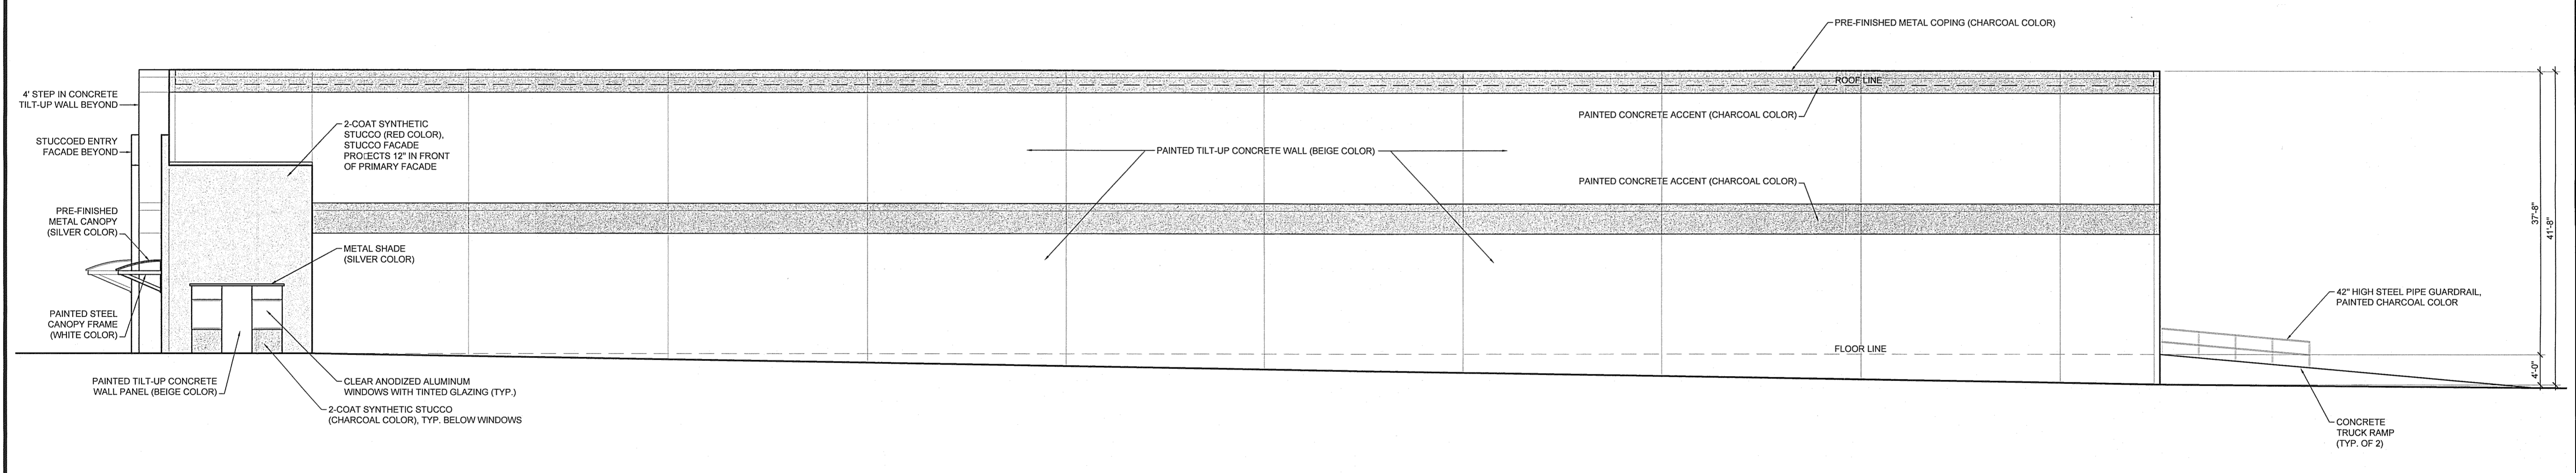 PRE-FINISHED METAL COPING (CHARCOAL COLOR)
ROOF LINE
4' STEP IN CONCRETE
TILT-UP WALL BEYOND
PAINTED CONCRETE ACCENT (CHARCOAL COLOR)
2-COAT SYNTHETIC
STUCCO (RED COLOR),
STUCCO FACADE
PRO□ECTS 12" IN FRONT
OF PRIMARY FACADE
STUCCOED ENTRY
FACADE BEYOND
PAINTED TILT-UP CONCRETE WALL (BEIGE COLOR)
PAINTED CONCRETE ACCENT (CHARCOAL COLOR)
PRE-FINISHED
METAL CANOPY
(SILVER COLOR)
METAL SHADE
(SILVER COLOR)
37'-8"
41'-8"
42" HIGH STEEL PIPE GUARDRAIL,
PAINTED CHARCOAL COLOR
PAINTED STEEL
CANOPY FRAME
(WHITE COLOR)
FLOOR LINE
4'-0"
PAINTED TILT-UP CONCRETE
WALL PANEL (BEIGE COLOR)
CLEAR ANODIZED ALUMINUM
WINDOWS WITH TINTED GLAZING (TYP.)
2-COAT SYNTHETIC STUCCO
(CHARCOAL COLOR), TYP. BELOW WINDOWS
CONCRETE
TRUCK RAMP
(TYP. OF 2)